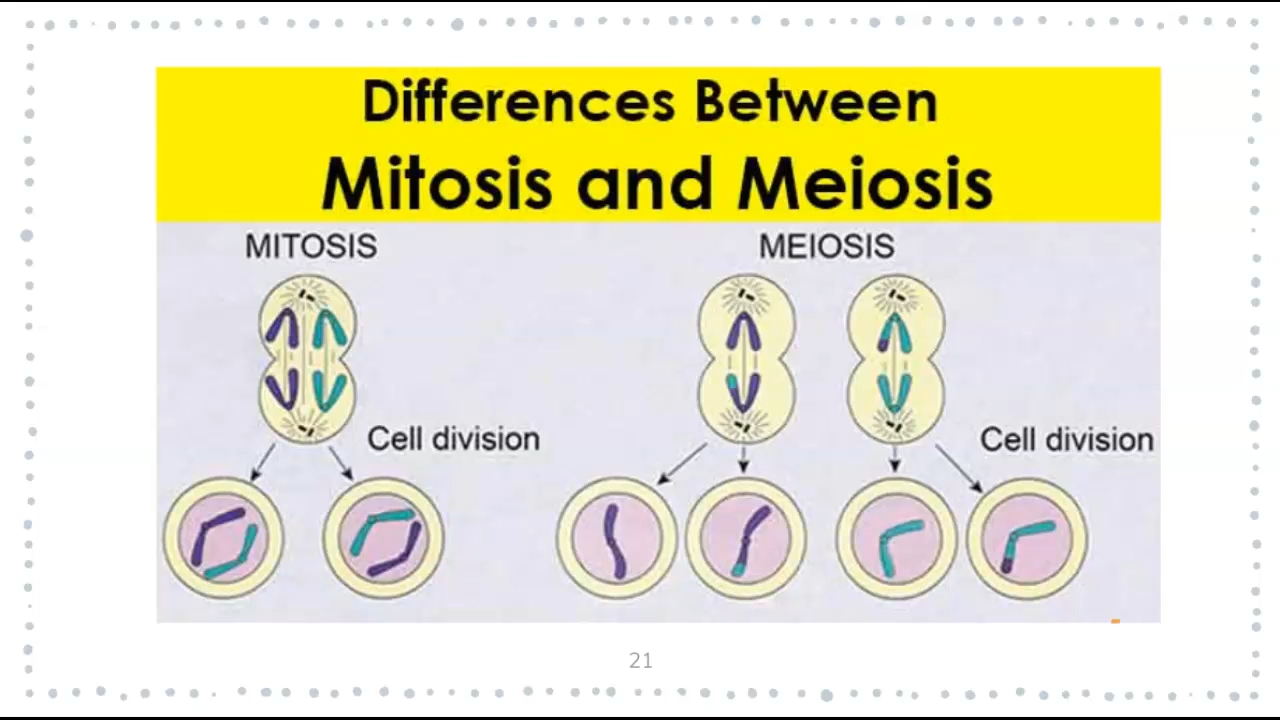 Differences Between
Mitosis and Meiosis
MITOSIS
MEIOSIS
Cell division
Cell division
21